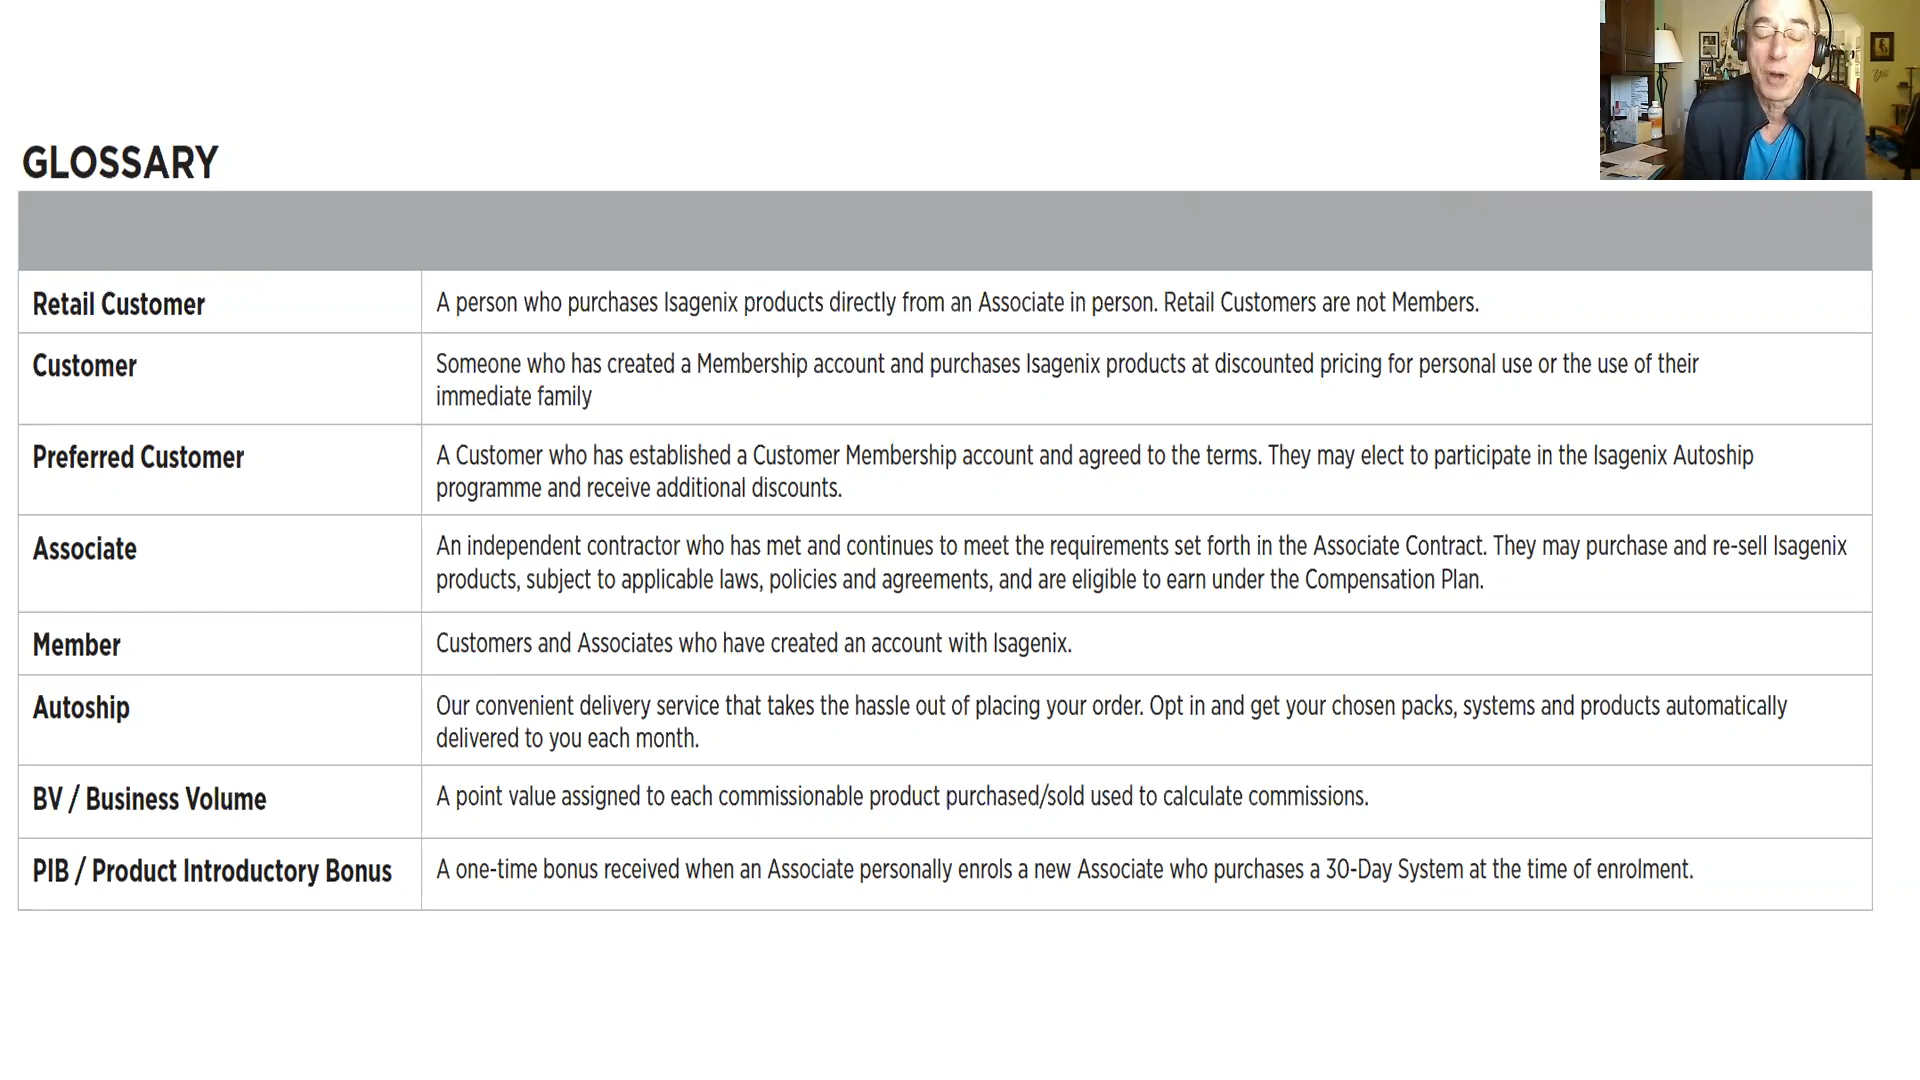 GLOSSARY
Retail Customer
A person who purchases Isagenix products directly from an Associate in person. Retail Customers are not Members.
Customer
Someone who has created a Membership account and purchases Isagenix products at discounted pricing for personal use or the use of their
immediate family
Preferred Customer
A Customer who has established a Customer Membership account and agreed to the terms. They may elect to participate in the Isagenix Autoship
programme and receive additional discounts.
Associate
An independent contractor who has met and continues to meet the requirements set forth in the Associate Contract. They may purchase and re-sell Isagenix
products, subject to applicable laws, policies and agreements, and are eligible to earn under the Compensation Plan.
Member
Customers and Associates who have created an account with Isagenix.
Autoship
Our convenient delivery service that takes the hassle out of placing your order. Opt in and get your chosen packs, systems and products automatically
delivered to you each month.
BV / Business Volume
A point value assigned to each commissionable product purchased/sold used to calculate commissions.
PIB / Product Introductory Bonus
A one-time bonus received when an Associate personally enrols a new Associate who purchases a 30-Day System at the time of enrolment.